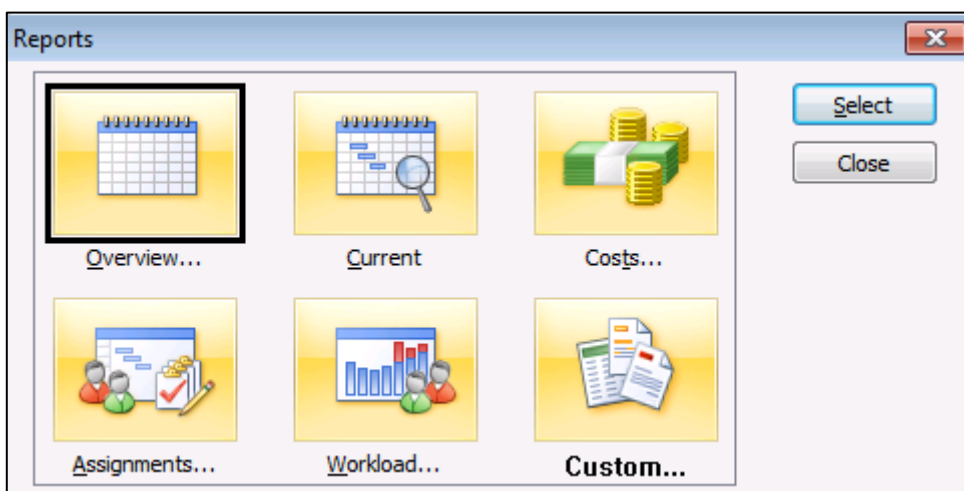 Reports
Select
Close
Overview...
Current
Costs...
Assignments...
Workload...
Custom...